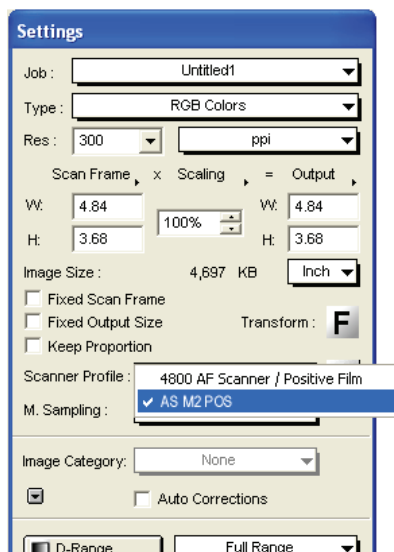 Settings
Job : Untitled1
Type : RGB Colors
Res : 300 ppi
Scan Frame x Scaling = Output
W: 4.84 100% W: 4.84
H: 3.68 H: 3.68
Image Size : 4,697 KB Inch
Fixed Scan Frame
Fixed Output Size Transform : F
Keep Proportion
Scanner Profile : 4800 AF Scanner / Positive Film
AS M2 POS
M. Sampling :
Image Category: None
Auto Corrections
D-Range Full Range